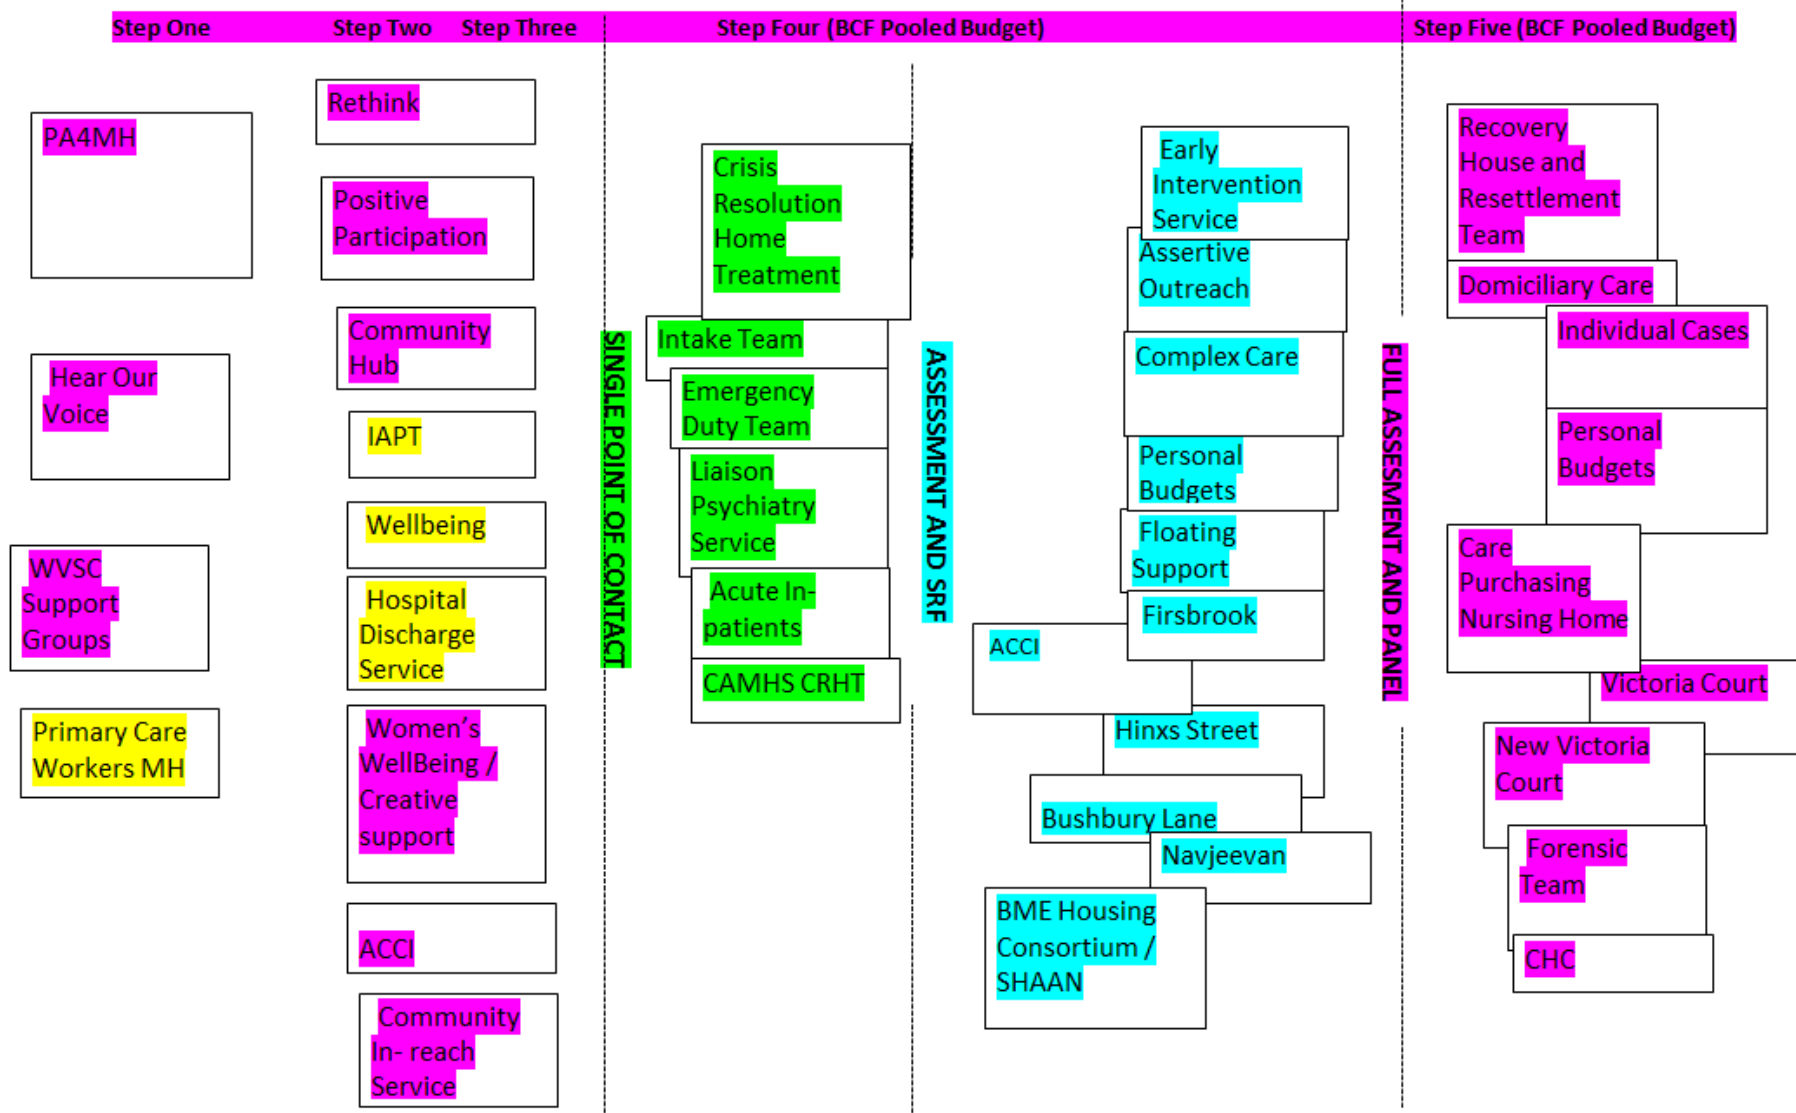 Step One Step Two Step Three Step Four (BCF Pooled Budget) Step Five (BCF Pooled Budget)
PA4MH
Hear Our
Voice
WVSC
Support
Groups
Primary Care
Workers MH
Rethink
Positive
Participation
Community
Hub
IAPT
Wellbeing
Hospital
Discharge
Service
Women’s
WellBeing /
Creative
support
ACCI
Community
In- reach
Service
SINGLE POINT OF CONTACT
Crisis
Resolution
Home
Treatment
Intake Team
Emergency
Duty Team
Liaison
Psychiatry
Service
Acute In-
patients
CAMHS CRHT
ASSESSMENT AND SRF
Early
Intervention
Service
Assertive
Outreach
Complex Care
Personal
Budgets
Floating
Support
Firsbrook
ACCI
Hinxs Street
Bushbury Lane
Navjeevan
BME Housing
Consortium /
SHAAN
FULL ASSESMENT AND PANEL
Recovery
House and
Resettlement
Team
Domiciliary Care
Individual Cases
Personal
Budgets
Care
Purchasing
Nursing Home
Victoria Court
New Victoria
Court
Forensic
Team
CHC